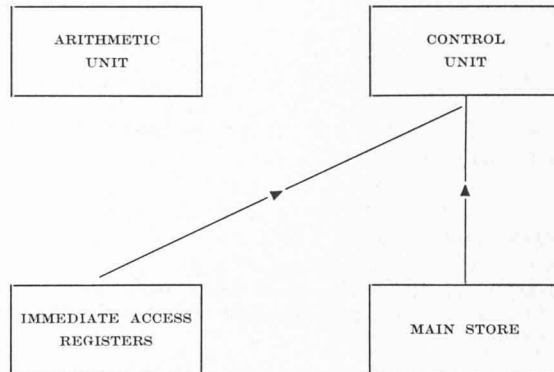 ARITHMETIC
UNIT
CONTROL
UNIT
IMMEDIATE ACCESS
REGISTERS
MAIN STORE